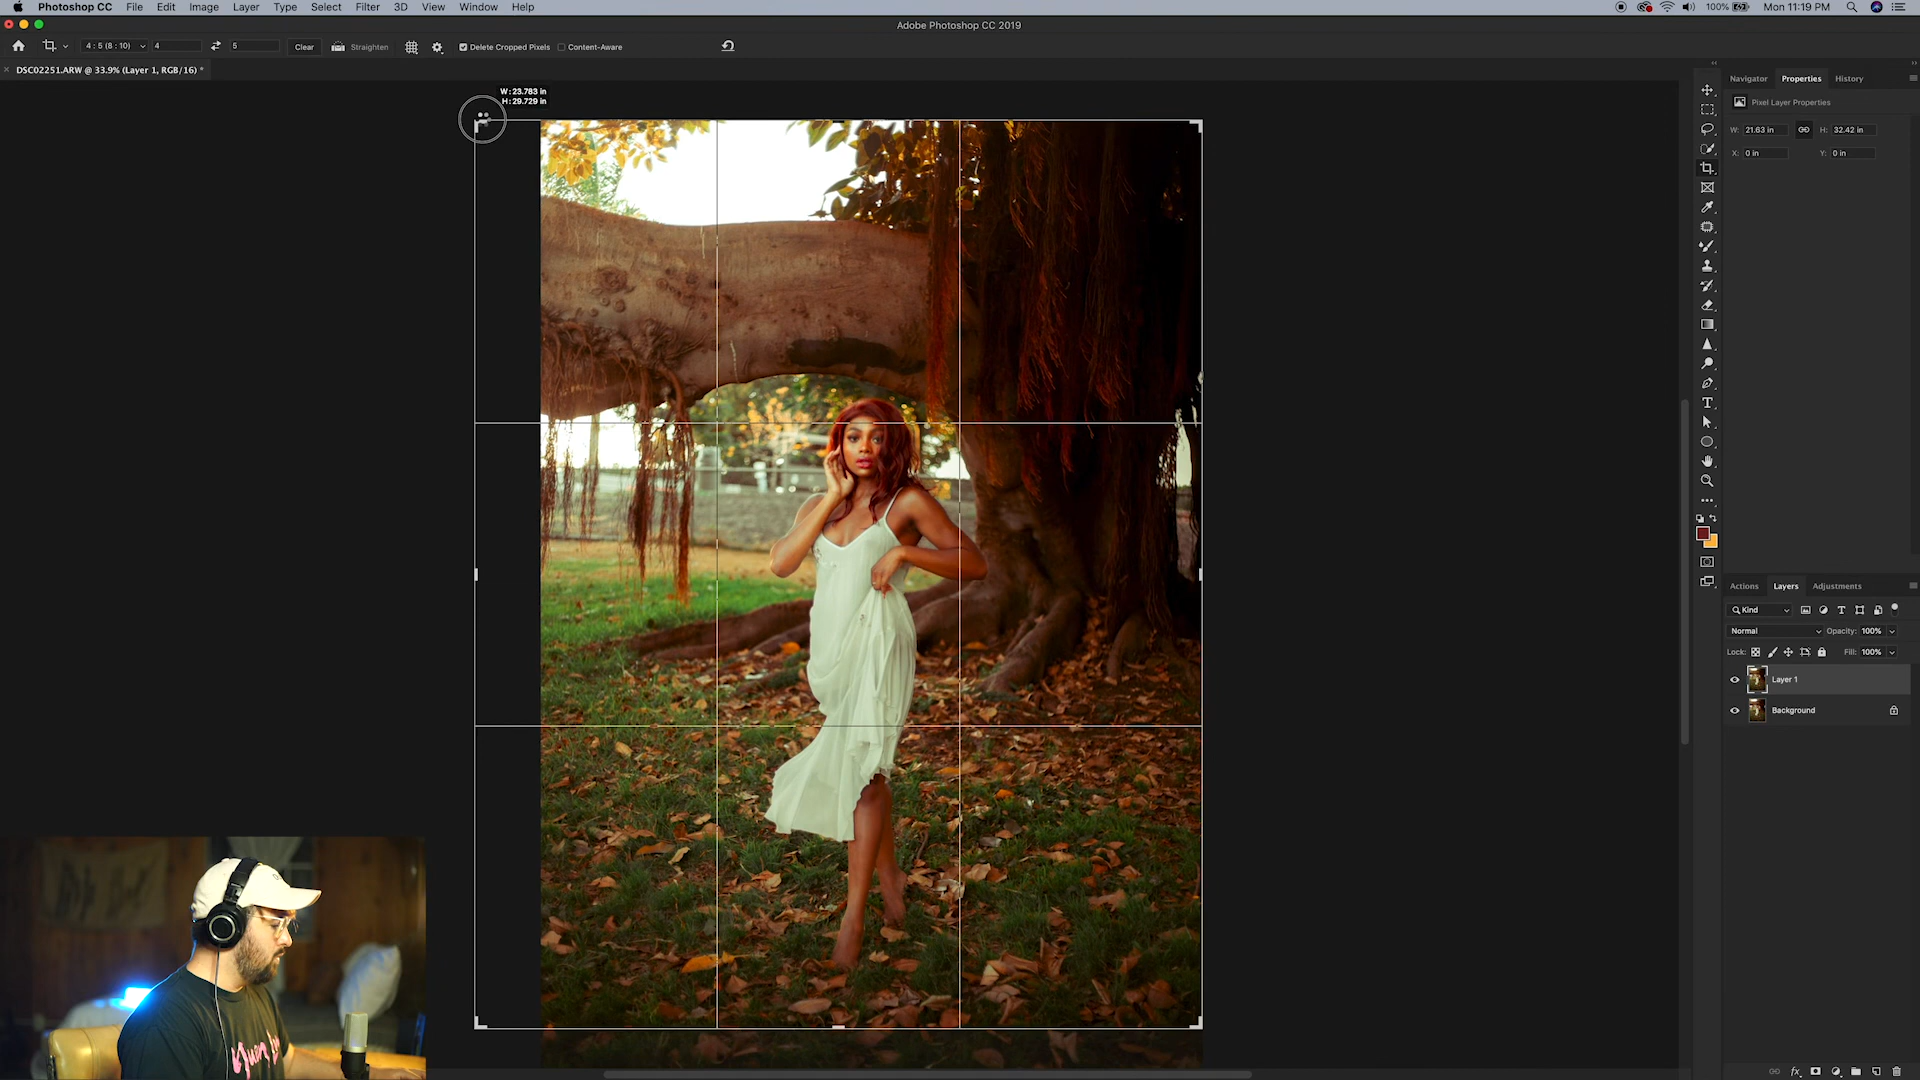 Photoshop CC File Edit Image Layer Type Select Filter 3D View Window Help
100% Mon 11:19 PM
Adobe Photoshop CC 2019
4 : 5 (8 : 10) 4 5 Clear Straighten Delete Cropped Pixels Content-Aware
DSC02251.ARW @ 33.9% (Layer 1, RGB/16) *
W: 23.783 in
H: 29.729 in
Navigator Properties History
Pixel Layer Properties
W: 21.63 in H: 32.42 in
X: 0 in Y: 0 in
Actions Layers Adjustments
Kind
Normal Opacity: 100%
Lock: Fill: 100%
Layer 1
Background